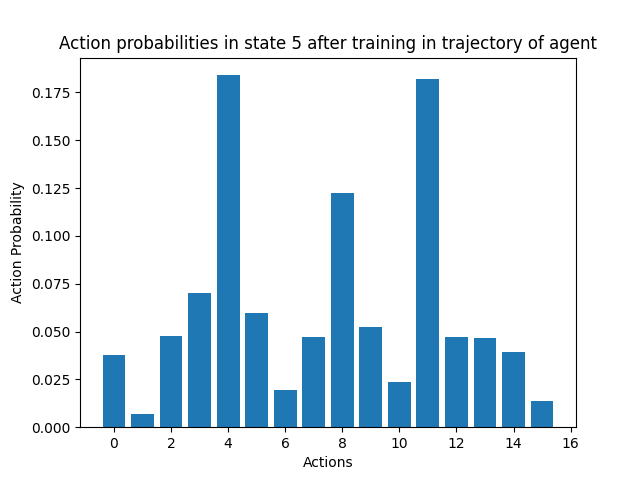 Action probabilities in state 5 after training in trajectory of agent
0.175
0.150
0.125
0.100
0.075
0.050
0.025
0.000
Action Probability
0 2 4 6 8 10 12 14 16
Actions